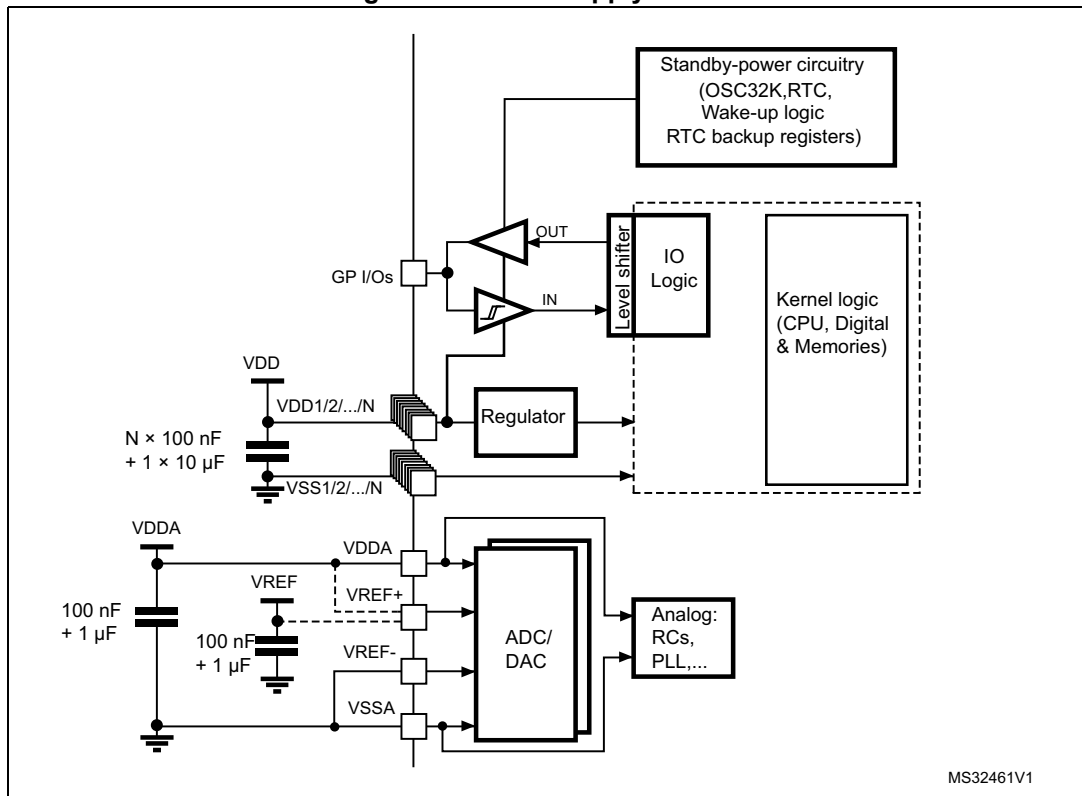 Standby-power circuitry
(OSC32K,RTC,
Wake-up logic
RTC backup registers)
OUT
Level shifter
IO
Logic
GP I/Os
IN
Kernel logic
(CPU, Digital
& Memories)
VDD
VDD1/2/.../N
Regulator
N × 100 nF
+ 1 × 10 µF
VSS1/2/.../N
VDDA
VDDA
VREF
VREF+
100 nF
+ 1 µF
100 nF
+ 1 µF
VREF-
ADC/
DAC
Analog:
RCs,
PLL,...
VSSA
MS32461V1